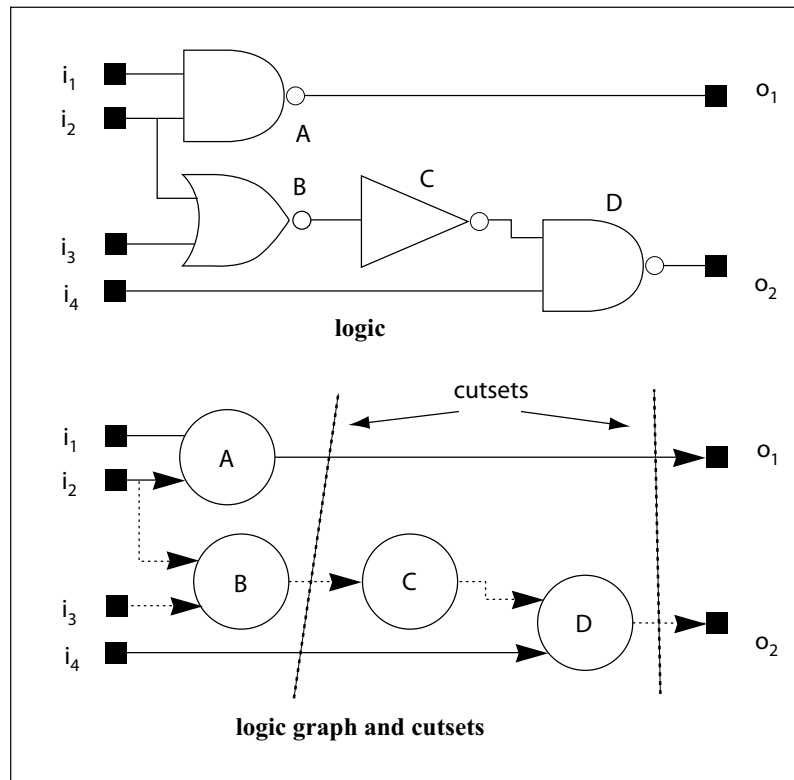 i1
o1
i2
A
B
C
D
i3
i4
o2
logic
cutsets
i1
A
o1
i2
B
C
i3
D
i4
o2
logic graph and cutsets